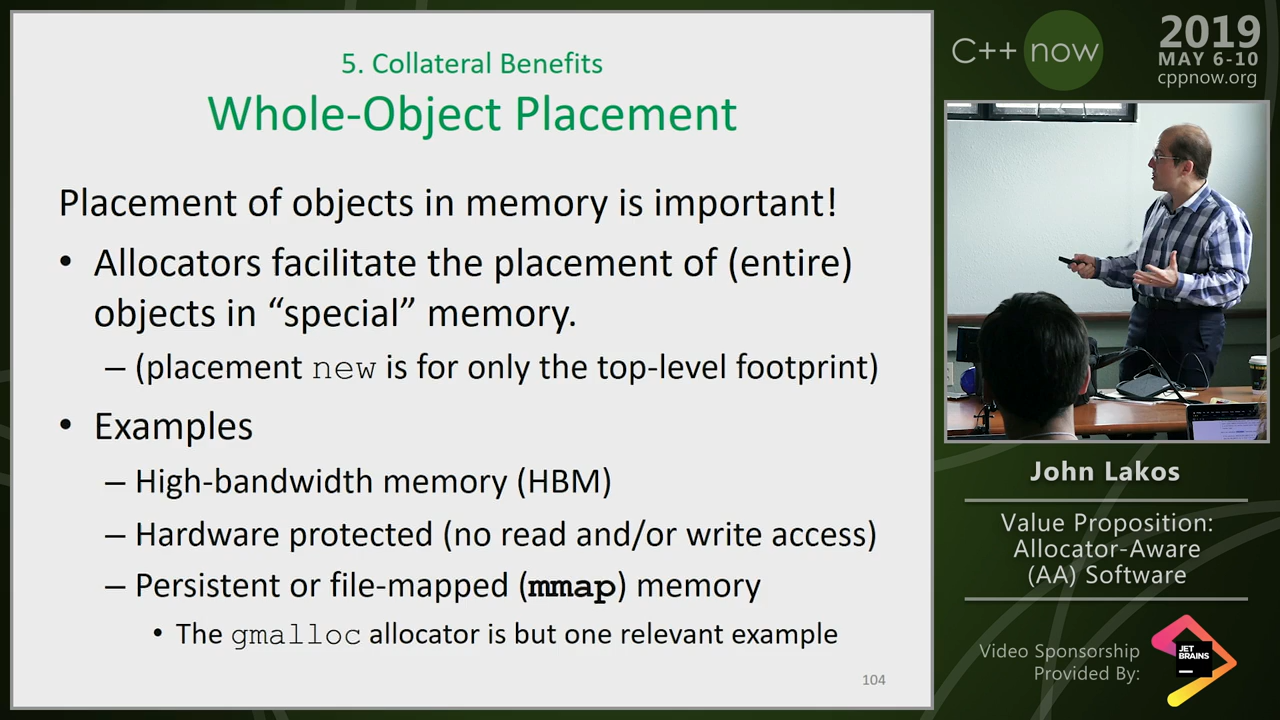 5. Collateral Benefits
Whole-Object Placement
Placement of objects in memory is important!
• Allocators facilitate the placement of (entire)
objects in “special” memory.
– (placement new is for only the top-level footprint)
• Examples
– High-bandwidth memory (HBM)
– Hardware protected (no read and/or write access)
– Persistent or file-mapped (mmap) memory
• The gmalloc allocator is but one relevant example
104
C++ now
2019
MAY 6-10
cppnow.org
John Lakos
Value Proposition:
Allocator-Aware
(AA) Software
Video Sponsorship
Provided By:
JET
BRAINS